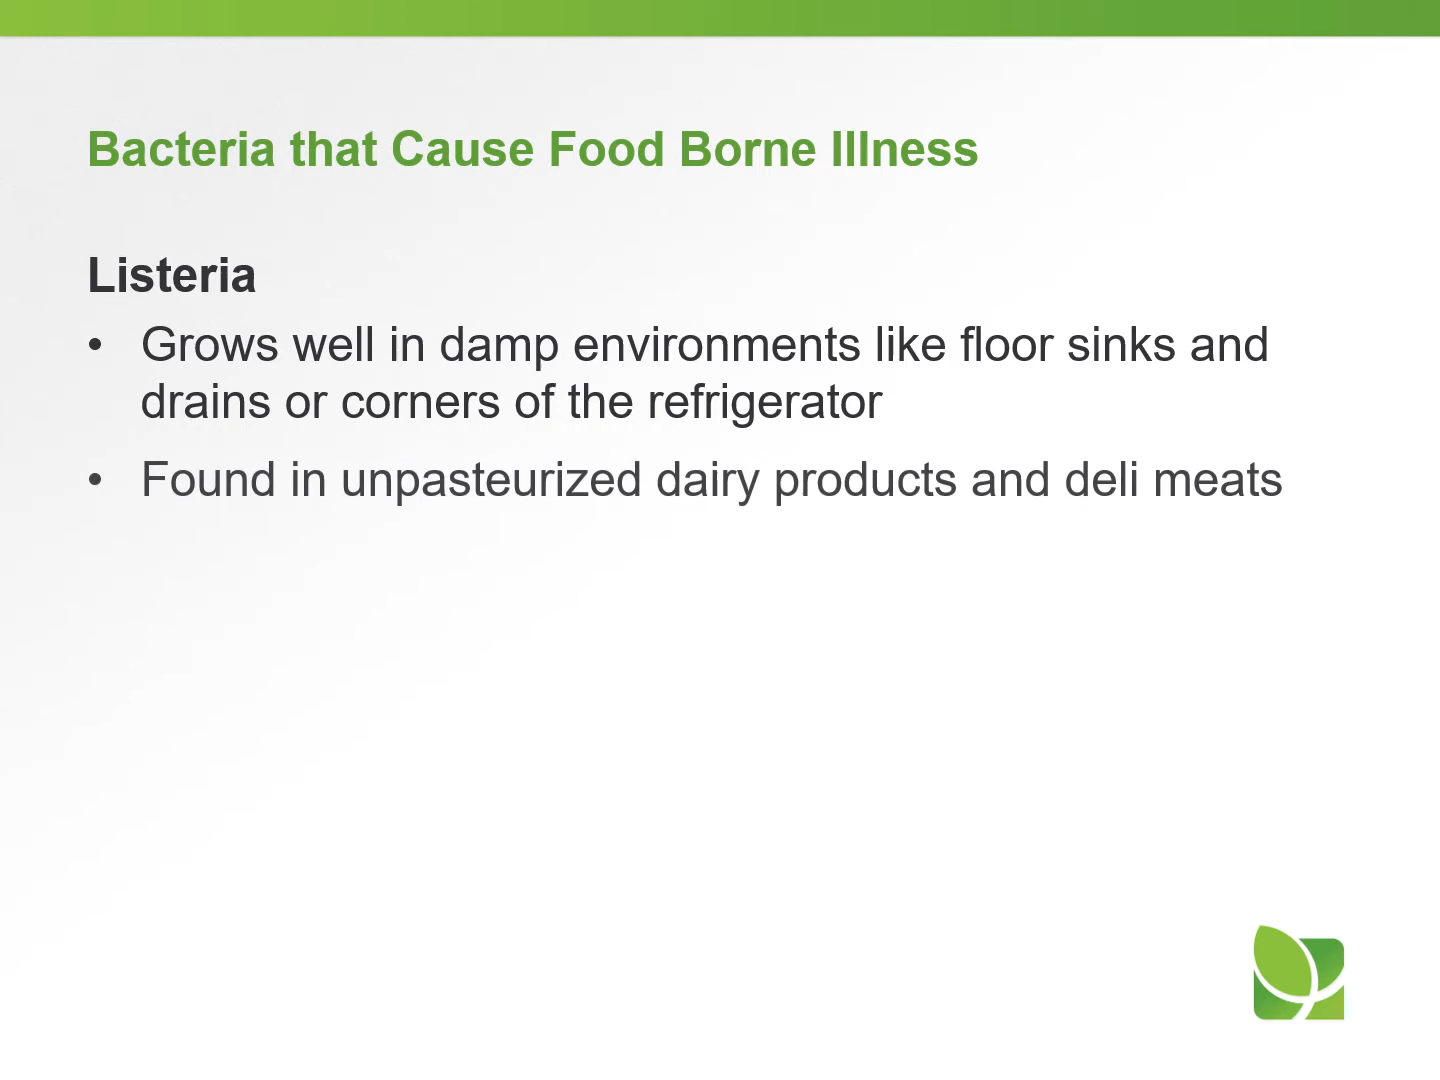 Bacteria that Cause Food Borne Illness
Listeria
• Grows well in damp environments like floor sinks and
drains or corners of the refrigerator
• Found in unpasteurized dairy products and deli meats